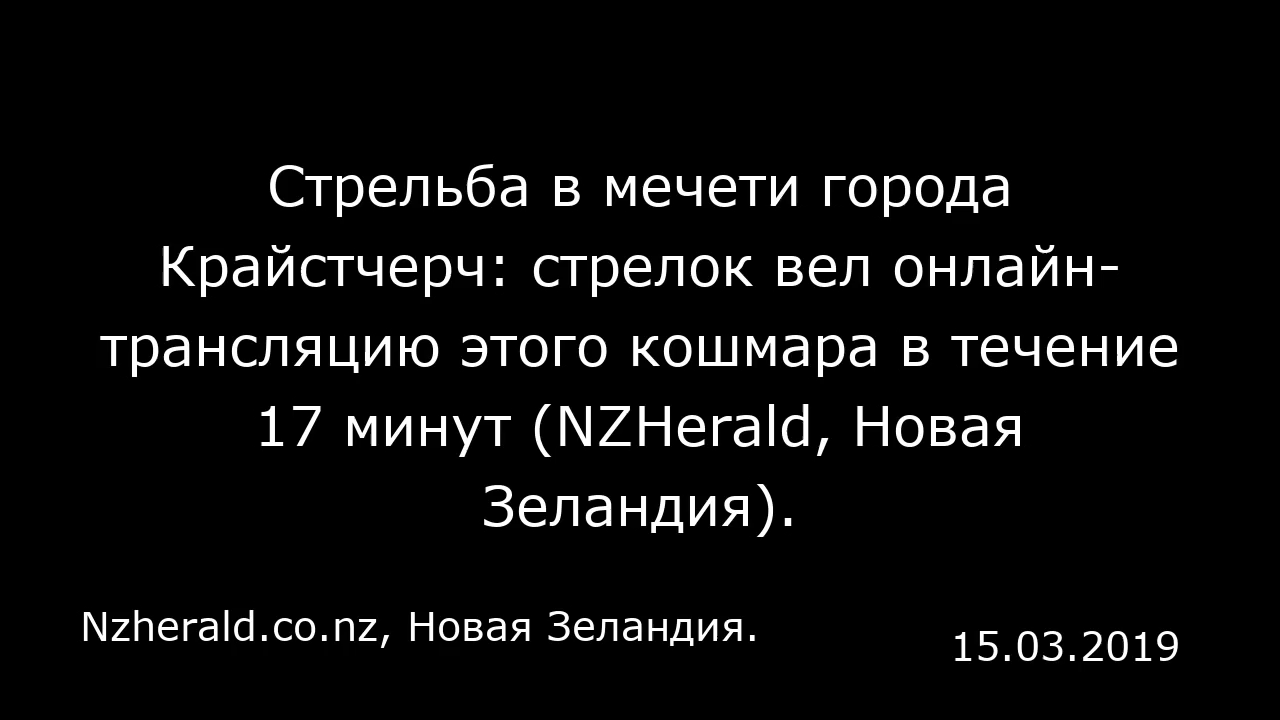 Стрельба в мечети города
Крайстчерч: стрелок вел онлайн-
трансляцию этого кошмара в течение
17 минут (NZHerald, Новая
Зеландия).
Nzherald.co.nz, Новая Зеландия.
15.03.2019